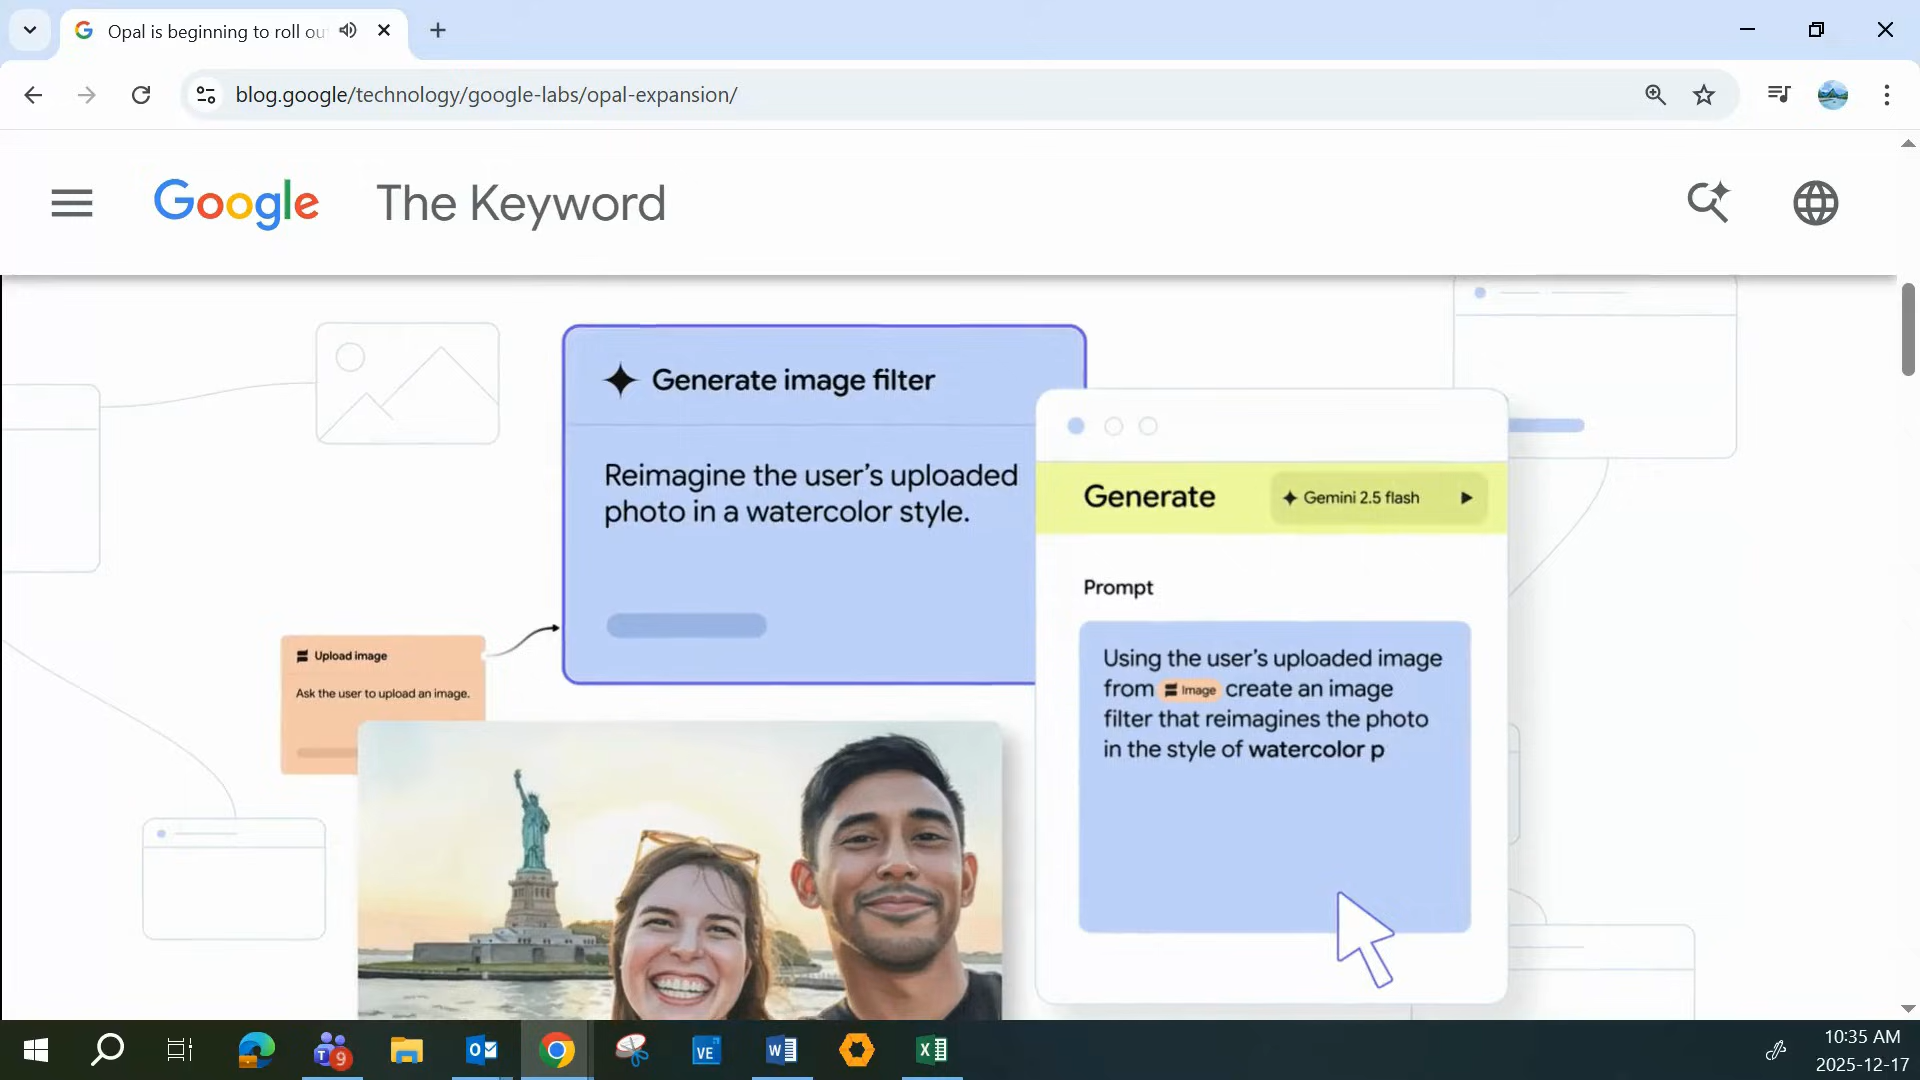 Opal is beginning to roll ou
blog.google/technology/google-labs/opal-expansion/
Google The Keyword
Generate image filter
Reimagine the user’s uploaded
photo in a watercolor style.
Generate
Gemini 2.5 flash
Prompt
Using the user’s uploaded image
from Image create an image
filter that reimagines the photo
in the style of watercolor p
Upload image
Ask the user to upload an image.
T 9
O
VE
W
X
10:35 AM
2025-12-17